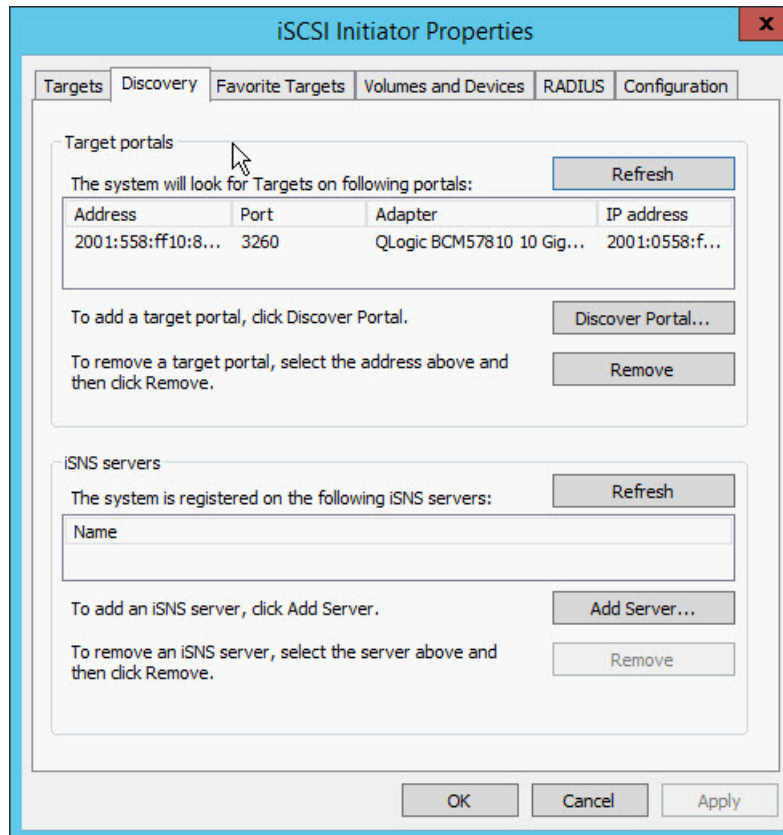 iSCSI Initiator Properties
x
Targets Discovery Favorite Targets Volumes and Devices RADIUS Configuration
Target portals
The system will look for Targets on following portals:
Refresh
Address Port Adapter IP address
2001:558:ff10:8... 3260 QLogic BCM57810 10 Gig... 2001:0558:f...
To add a target portal, click Discover Portal.
Discover Portal...
To remove a target portal, select the address above and
then click Remove.
Remove
iSNS servers
The system is registered on the following iSNS servers:
Refresh
Name
To add an iSNS server, click Add Server.
Add Server...
To remove an iSNS server, select the server above and
then click Remove.
Remove
OK Cancel Apply